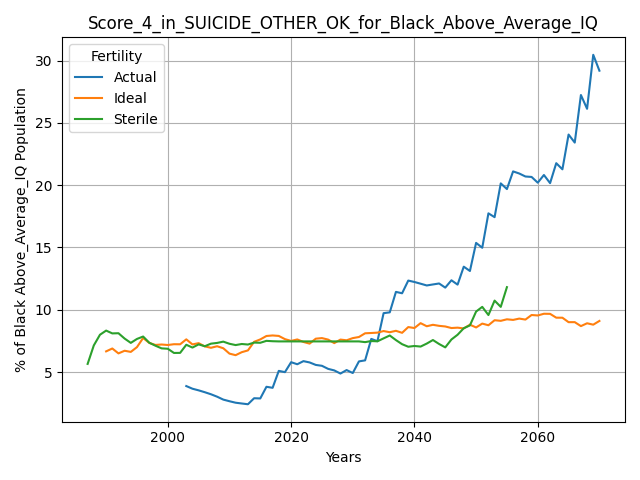 Score_4_in_SUICIDE_OTHER_OK_for_Black_Above_Average_IQ
Fertility
Actual
Ideal
Sterile
% of Black Above_Average_IQ Population
30
25
20
15
10
5
2000
2020
2040
2060
Years